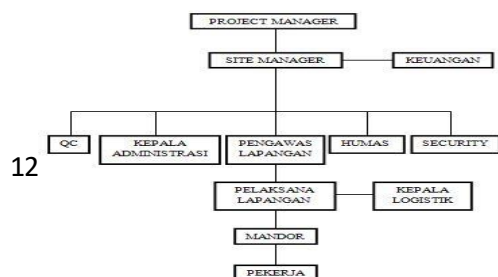 PROJECT MANAGER
SITE MANAGER
KEUANGAN
QC
KEPALA
ADMINISTRASI
PENGAWAS
LAPANGAN
HUMAS
SECURITY
12
PELAKSANA
LAPANGAN
KEPALA
LOGISTIK
MANDOR
PEKERJA